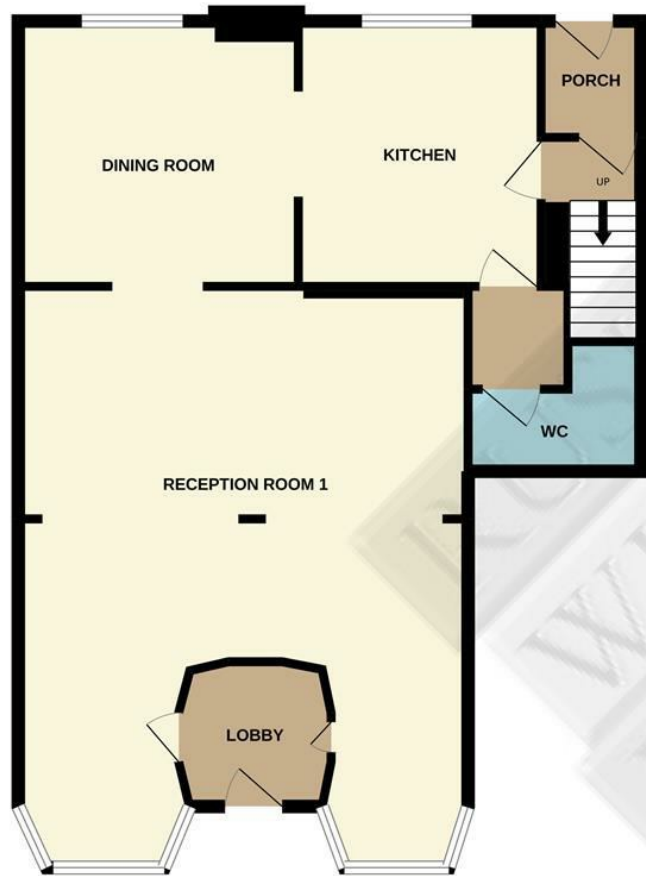 PORCH
KITCHEN
DINING ROOM
UP
WC
RECEPTION ROOM 1
LOBBY